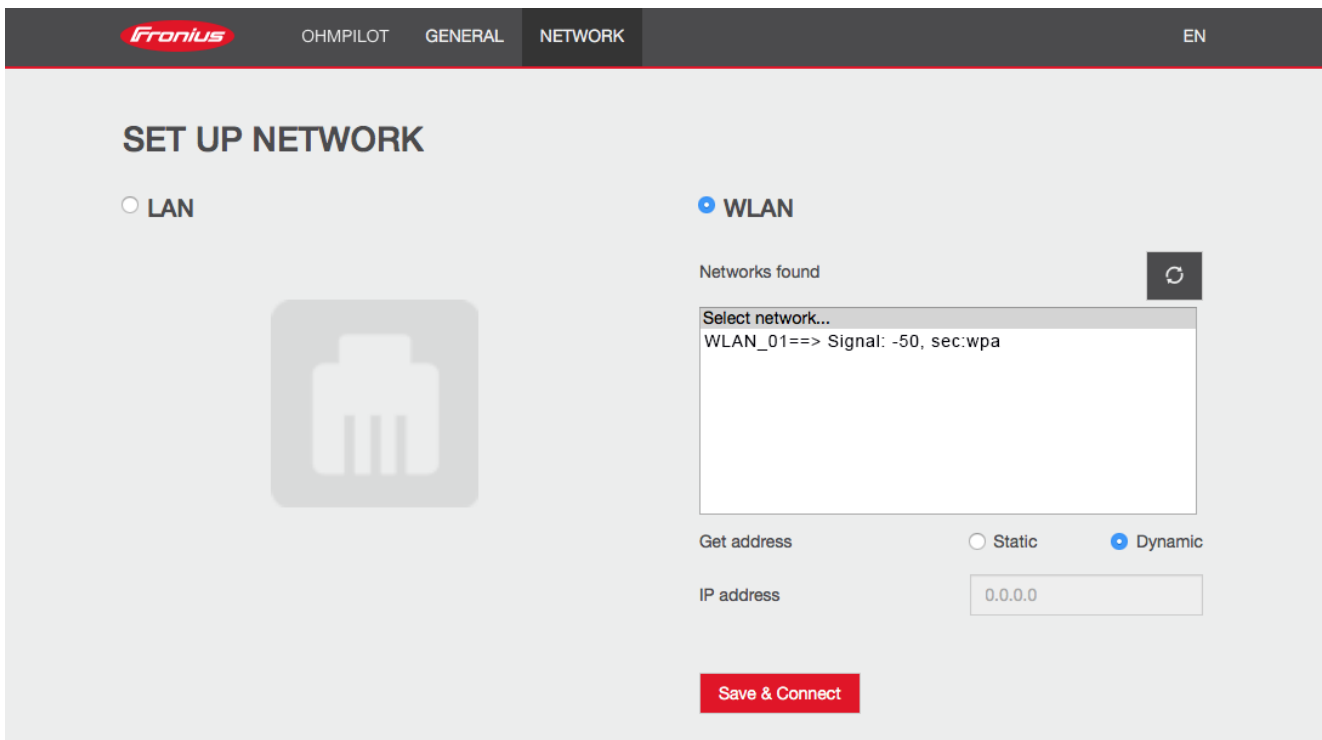 Fronius OHMPILOT GENERAL NETWORK EN
SET UP NETWORK
LAN
WLAN
Networks found
Select network...
WLAN_01==> Signal: -50, sec:wpa
Get address Static Dynamic
IP address 0.0.0.0
Save & Connect